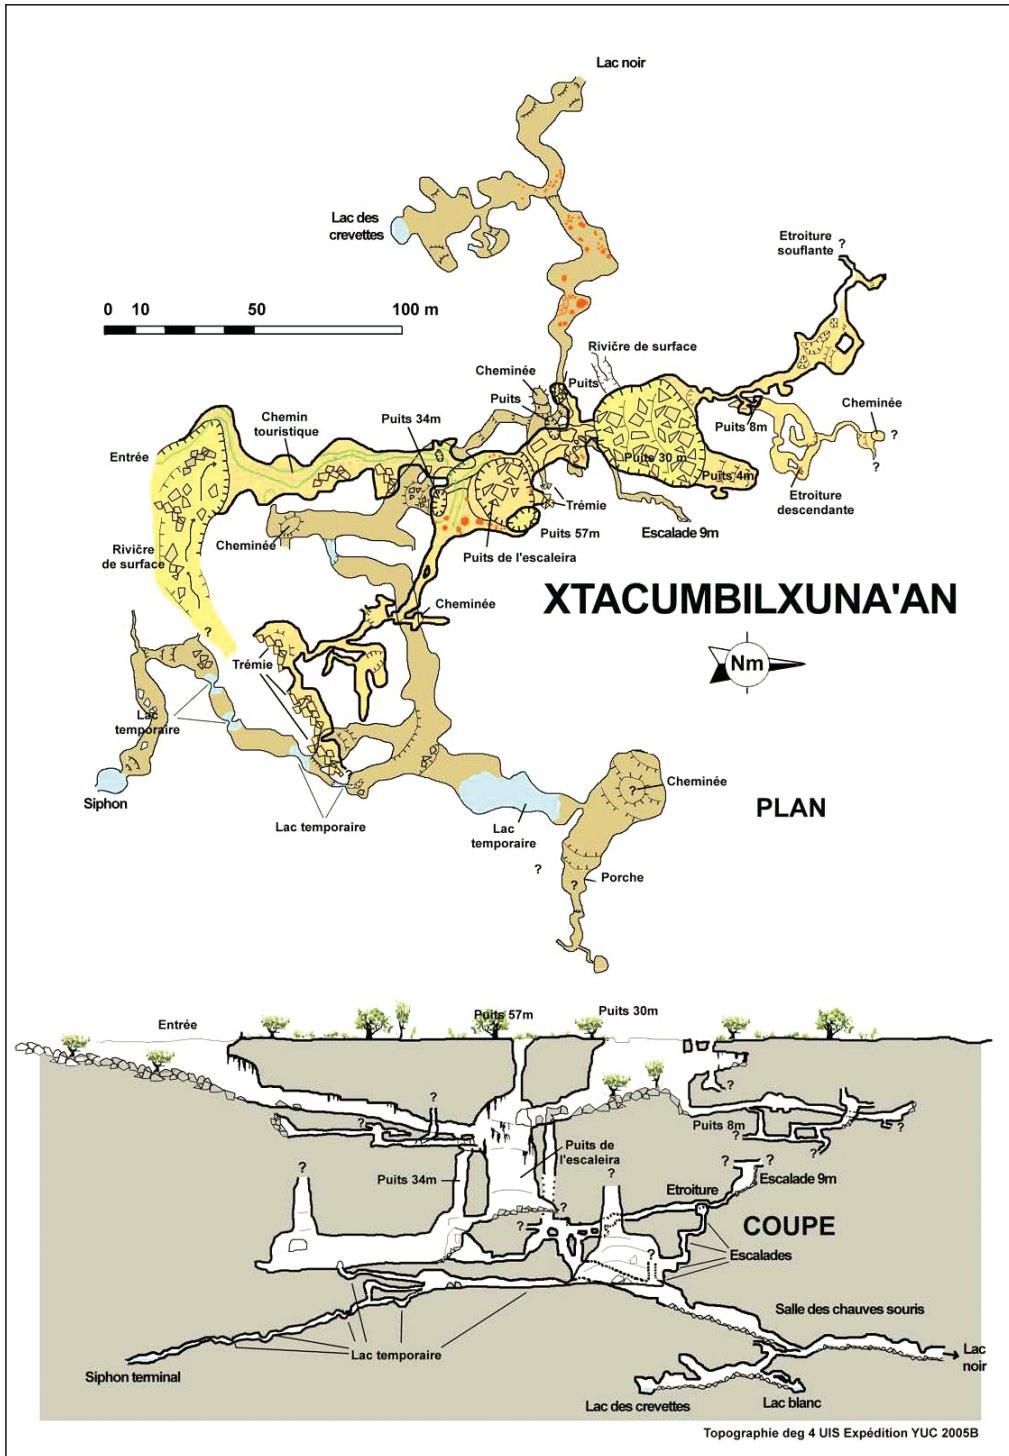 Lac noir
Lac des
crevettes
Etroiture
souflante
?
0 10 50 100 m
Rivičre de surface
Cheminée
Puits
Puits
Chemin
touristique
Puits 34m
Puits 8m
Cheminée
?
?
Entrée
Puits 30 m
Puits 4m
Etroiture
descendante
Trémie
Cheminée
Puits 57m
Escalade 9m
Rivičre
de surface
Puits de l'escaleira
XTACUMBILXUNA'AN
Cheminée
?
Trémie
Nm
Lac
temporaire
?
Siphon
Cheminée
?
PLAN
Lac temporaire
Lac
temporaire
?
Porche
?
Entrée
Puits 57m
Puits 30m
?
?
?
Puits 8m
?
?
?
Puits de
l'escaleira
Puits 34m
?
?
?
?
Escalade 9m
Etroiture
?
?
COUPE
?
Escalades
Salle des chauves souris
Lac temporaire
Lac
noir
Siphon terminal
Lac des crevettes
Lac blanc
Topographie deg 4 UIS Expédition YUC 2005B